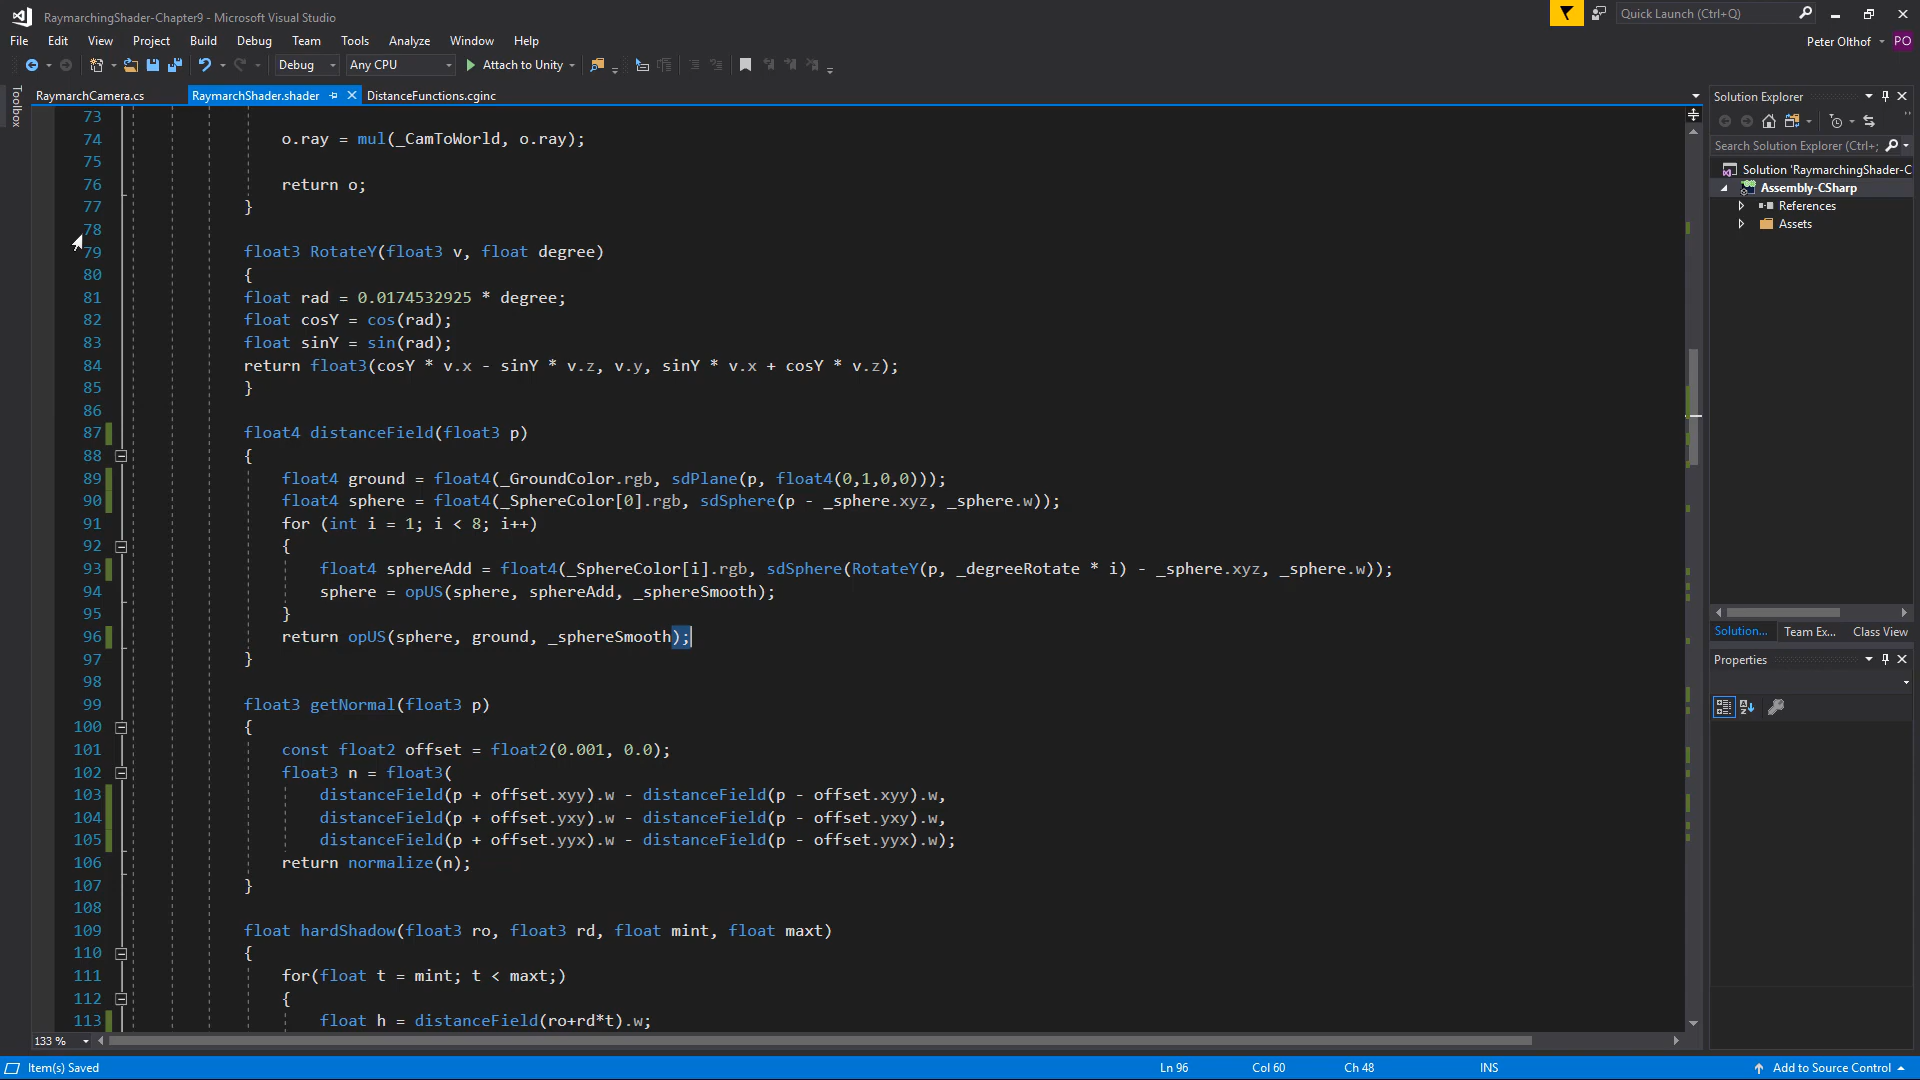 RaymarchingShader-Chapter9 - Microsoft Visual Studio
Quick Launch (Ctrl+Q)
File Edit View Project Build Debug Team Tools Analyze Window Help
Peter Olthof PO
Debug Any CPU Attach to Unity
Toolbox
RaymarchCamera.cs RaymarchShader.shader DistanceFunctions.cginc
73
74 o.ray = mul(_CamToWorld, o.ray);
75
76 return o;
77 }
78
79 float3 RotateY(float3 v, float degree)
80 {
81 float rad = 0.0174532925 * degree;
82 float cosY = cos(rad);
83 float sinY = sin(rad);
84 return float3(cosY * v.x - sinY * v.z, v.y, sinY * v.x + cosY * v.z);
85 }
86
87 float4 distanceField(float3 p)
88 {
89 float4 ground = float4(_GroundColor.rgb, sdPlane(p, float4(0,1,0,0)));
90 float4 sphere = float4(_SphereColor[0].rgb, sdSphere(p - _sphere.xyz, _sphere.w));
91 for (int i = 1; i < 8; i++)
92 {
93 float4 sphereAdd = float4(_SphereColor[i].rgb, sdSphere(RotateY(p, _degreeRotate * i) - _sphere.xyz, _sphere.w));
94 sphere = opUS(sphere, sphereAdd, _sphereSmooth);
95 }
96 return opUS(sphere, ground, _sphereSmooth);
97 }
98
99 float3 getNormal(float3 p)
100 {
101 const float2 offset = float2(0.001, 0.0);
102 float3 n = float3(
103 distanceField(p + offset.xyy).w - distanceField(p - offset.xyy).w,
104 distanceField(p + offset.yxy).w - distanceField(p - offset.yxy).w,
105 distanceField(p + offset.yyx).w - distanceField(p - offset.yyx).w);
106 return normalize(n);
107 }
108
109 float hardShadow(float3 ro, float3 rd, float mint, float maxt)
110 {
111 for(float t = mint; t < maxt;)
112 {
113 float h = distanceField(ro+rd*t).w;
133 %
Solution Explorer
Search Solution Explorer (Ctrl+;
Solution 'RaymarchingShader-C
Assembly-CSharp
References
Assets
Solution... Team Ex... Class View
Properties
Item(s) Saved Ln 96 Col 60 Ch 48 INS Add to Source Control